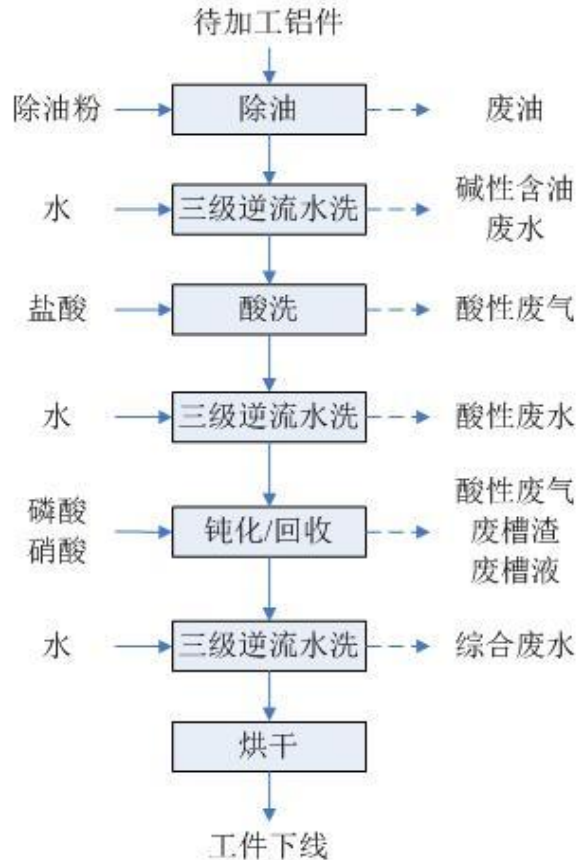 待加工铝件
除油粉
除油
废油
水
三级逆流水洗
碱性含油
废水
盐酸
酸洗
酸性废气
水
三级逆流水洗
酸性废水
磷酸
硝酸
钝化/回收
酸性废气
废槽渣
废槽液
水
三级逆流水洗
综合废水
烘干
工件下线